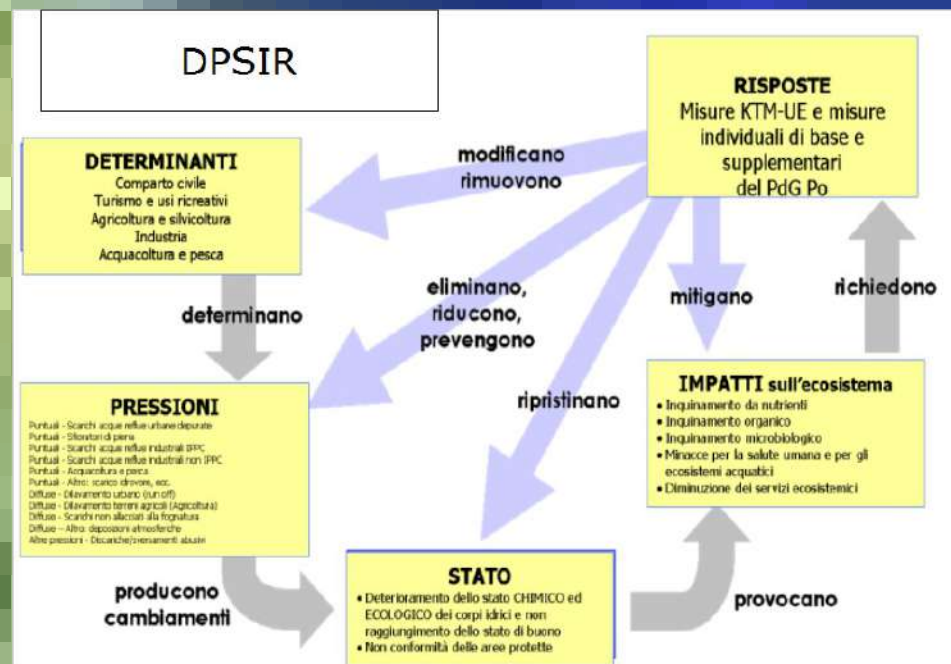 DPSIR
RISPOSTE
Misure KTM-UE e misure
individuali di base e
supplementari
del PdG Po
DETERMINANTI
Comparto civile
Turismo e usi ricreativi
Agricoltura e silvicoltura
Industria
Acquacoltura e pesca
modificano
rimuovono
determinano
eliminano,
riducono,
prevengono
mitigano
richiedono
ripristinano
PRESSIONI
Puntuali - Scarichi acque reflue urbane depurate
Puntuali - Sfioratori di piena
Puntuali - Scarichi acque reflue industriali IPPC
Puntuali - Scarichi acque reflue industriali non IPPC
Puntuali - Acquacoltura e pesca
Puntuali - Altro: scarico idrovore, ecc.
Diffuse - Dilavamento urbano (run off)
Diffuse - Dilavamento terreni agricoli (Agricoltura)
Diffuse - Scarichi non allacciati alla fognatura
Diffuse - Altro: deposizioni atmosferiche
Altre pressioni - Discariche/sversamenti abusivi
IMPATTI sull'ecosistema
• Inquinamento da nutrienti
• Inquinamento organico
• Inquinamento microbiologico
• Minacce per la salute umana e per gli
ecosistemi acquatici
• Diminuzione dei servizi ecosistemici
producono
cambiamenti
STATO
• Deterioramento dello stato CHIMICO ed
ECOLOGICO dei corpi idrici e non
raggiungimento dello stato di buono
• Non conformità delle aree protette
provocano